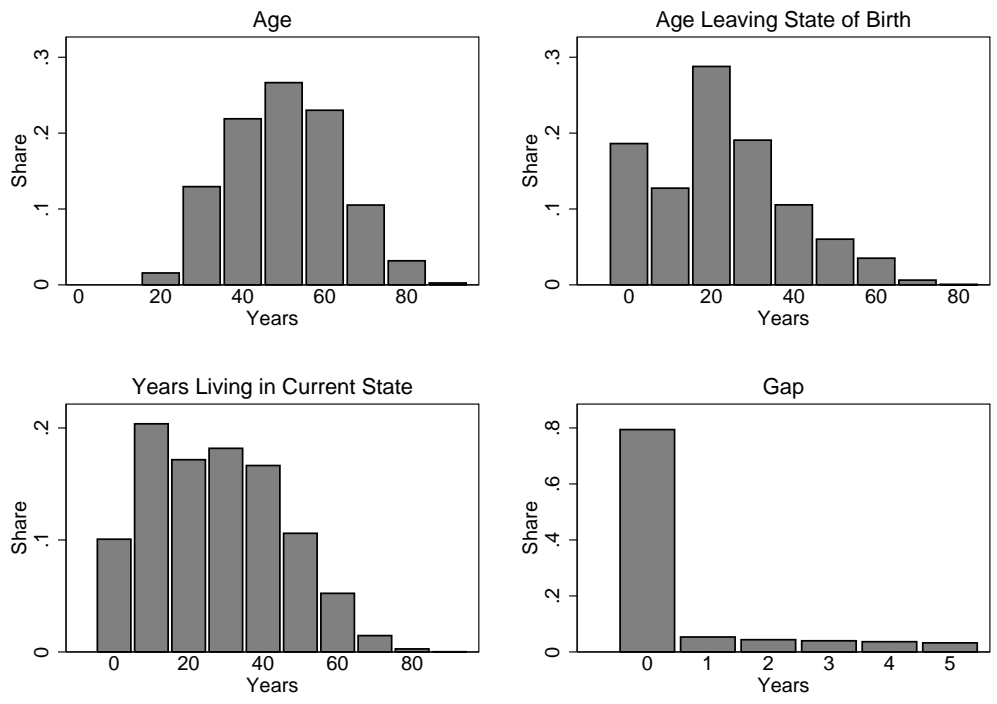 Age
Share
0 .1 .2 .3
0 20 40 60 80
Years
Age Leaving State of Birth
Share
0 .1 .2 .3
0 20 40 60 80
Years
Years Living in Current State
Share
0 .1 .2
0 20 40 60 80
Years
Gap
Share
0 .2 .4 .6 .8
0 1 2 3 4 5
Years